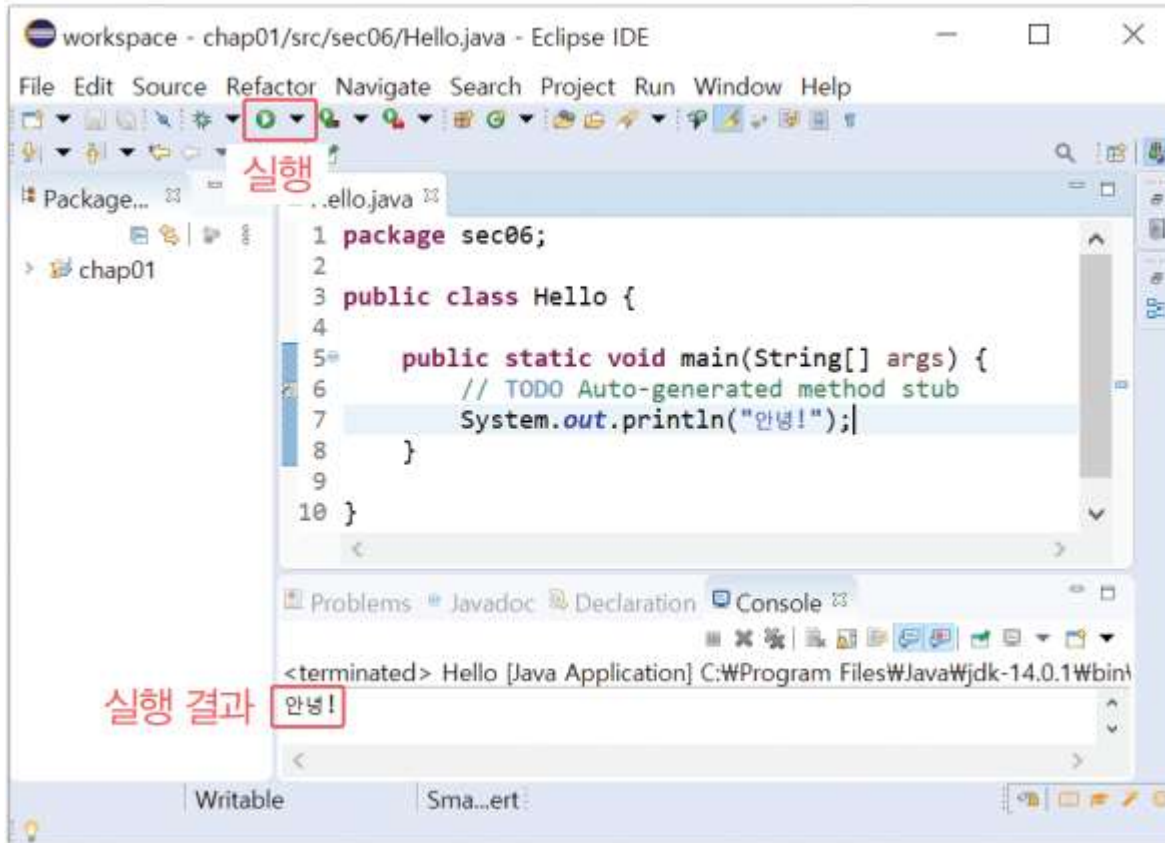 workspace - chap01/src/sec06/Hello.java - Eclipse IDE
File Edit Source Refactor Navigate Search Project Run Window Help
실행
Package...
ello.java
chap01
1 package sec06;
2
3 public class Hello {
4
5 public static void main(String[] args) {
6 // TODO Auto-generated method stub
7 System.out.println("안녕!");
8 }
9
10 }
Problems Javadoc Declaration Console
<terminated> Hello [Java Application] C:₩Program Files₩Java₩jdk-14.0.1₩bin
실행 결과 안녕!
Writable Sma...ert